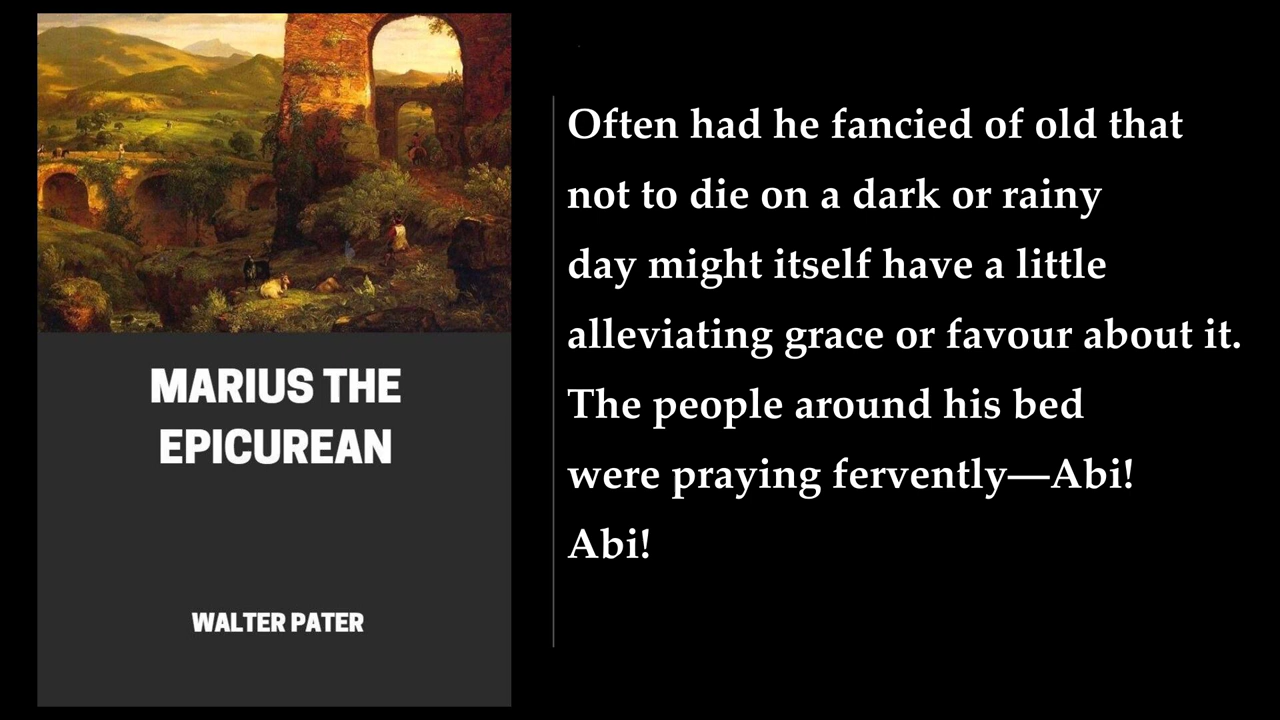 MARIUS THE
EPICUREAN
WALTER PATER
Often had he fancied of old that
not to die on a dark or rainy
day might itself have a little
alleviating grace or favour about it.
The people around his bed
were praying fervently—Abi!
Abi!